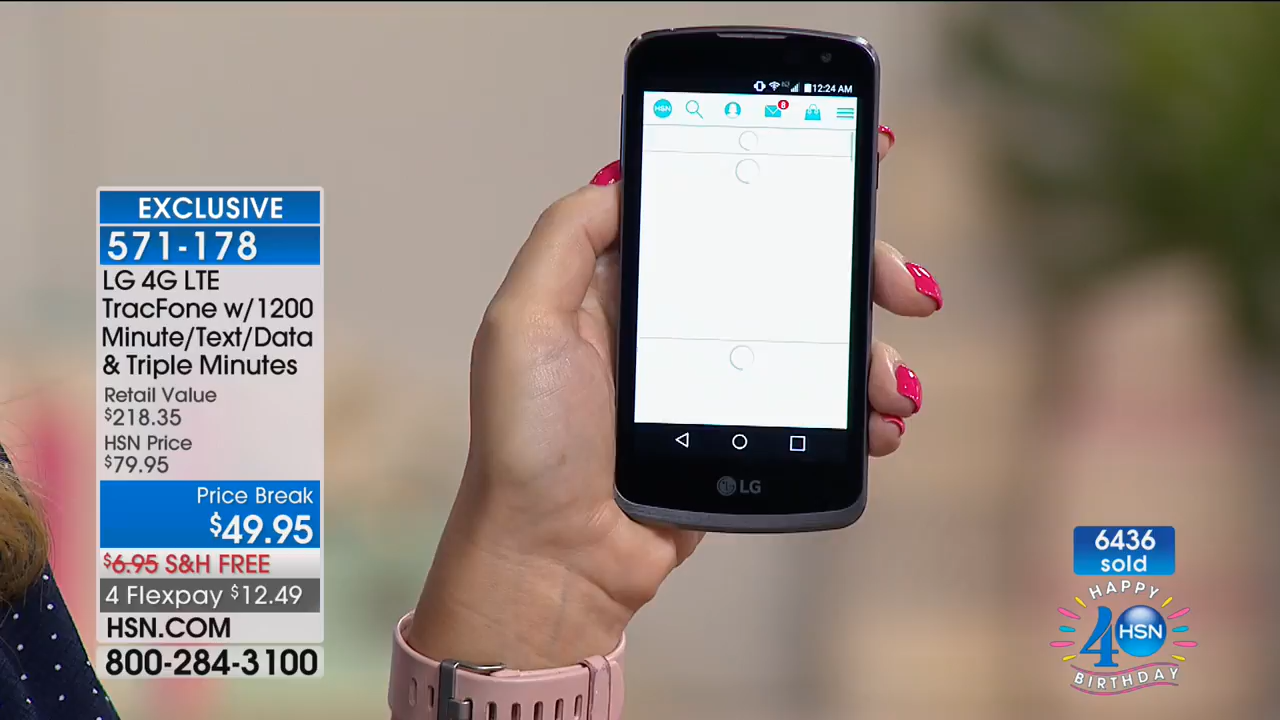 EXCLUSIVE
571-178
LG 4G LTE
TracFone w/1200
Minute/Text/Data
& Triple Minutes
Retail Value
$218.35
HSN Price
$79.95
Price Break
$49.95
$6.95 S&H FREE
4 Flexpay $12.49
HSN.COM
800-284-3100
12:24 AM
HSN
8
LG
6436
sold
HAPPY
40 HSN
BIRTHDAY